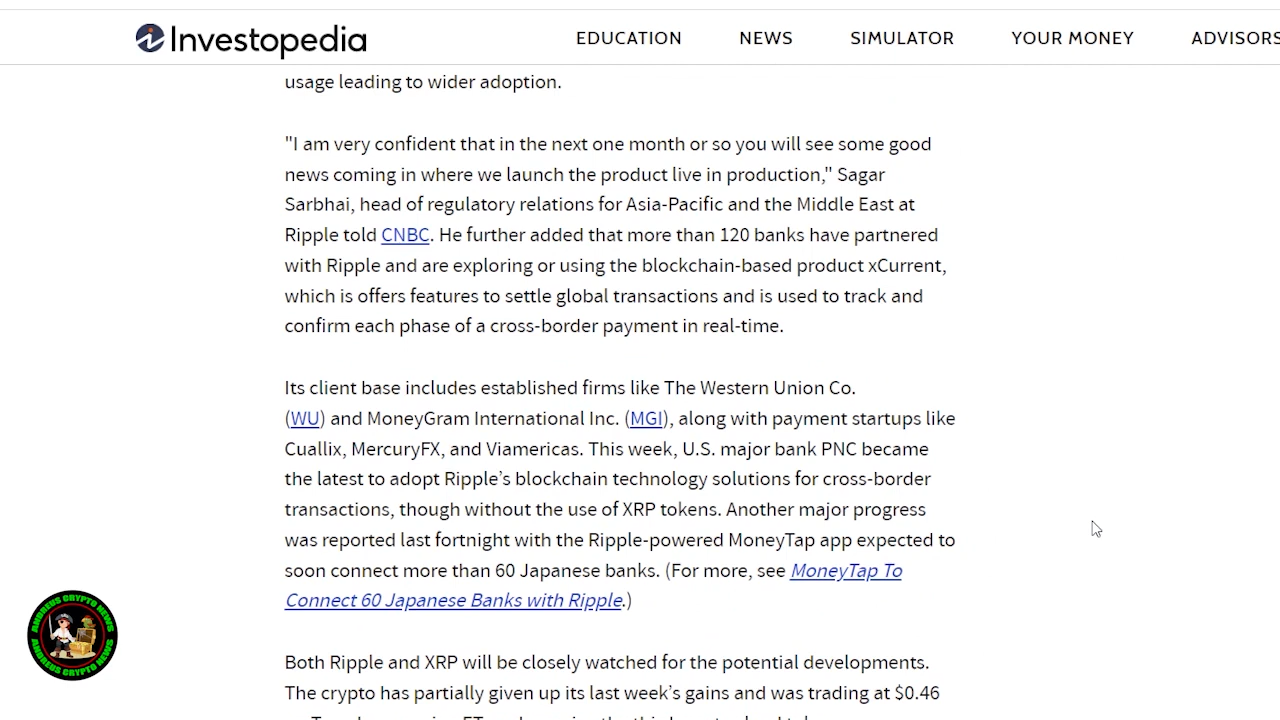 Investopedia
EDUCATION NEWS SIMULATOR YOUR MONEY ADVISORS
usage leading to wider adoption.
"I am very confident that in the next one month or so you will see some good
news coming in where we launch the product live in production," Sagar
Sarbhai, head of regulatory relations for Asia-Pacific and the Middle East at
Ripple told CNBC. He further added that more than 120 banks have partnered
with Ripple and are exploring or using the blockchain-based product xCurrent,
which is offers features to settle global transactions and is used to track and
confirm each phase of a cross-border payment in real-time.
Its client base includes established firms like The Western Union Co.
(WU) and MoneyGram International Inc. (MGI), along with payment startups like
Cuallix, MercuryFX, and Viamericas. This week, U.S. major bank PNC became
the latest to adopt Ripple’s blockchain technology solutions for cross-border
transactions, though without the use of XRP tokens. Another major progress
was reported last fortnight with the Ripple-powered MoneyTap app expected to
soon connect more than 60 Japanese banks. (For more, see MoneyTap To
Connect 60 Japanese Banks with Ripple.)
ANDREUS CRYPTO NEWS
ANDREUS CRYPTO NEWS
Both Ripple and XRP will be closely watched for the potential developments.
The crypto has partially given up its last week’s gains and was trading at $0.46